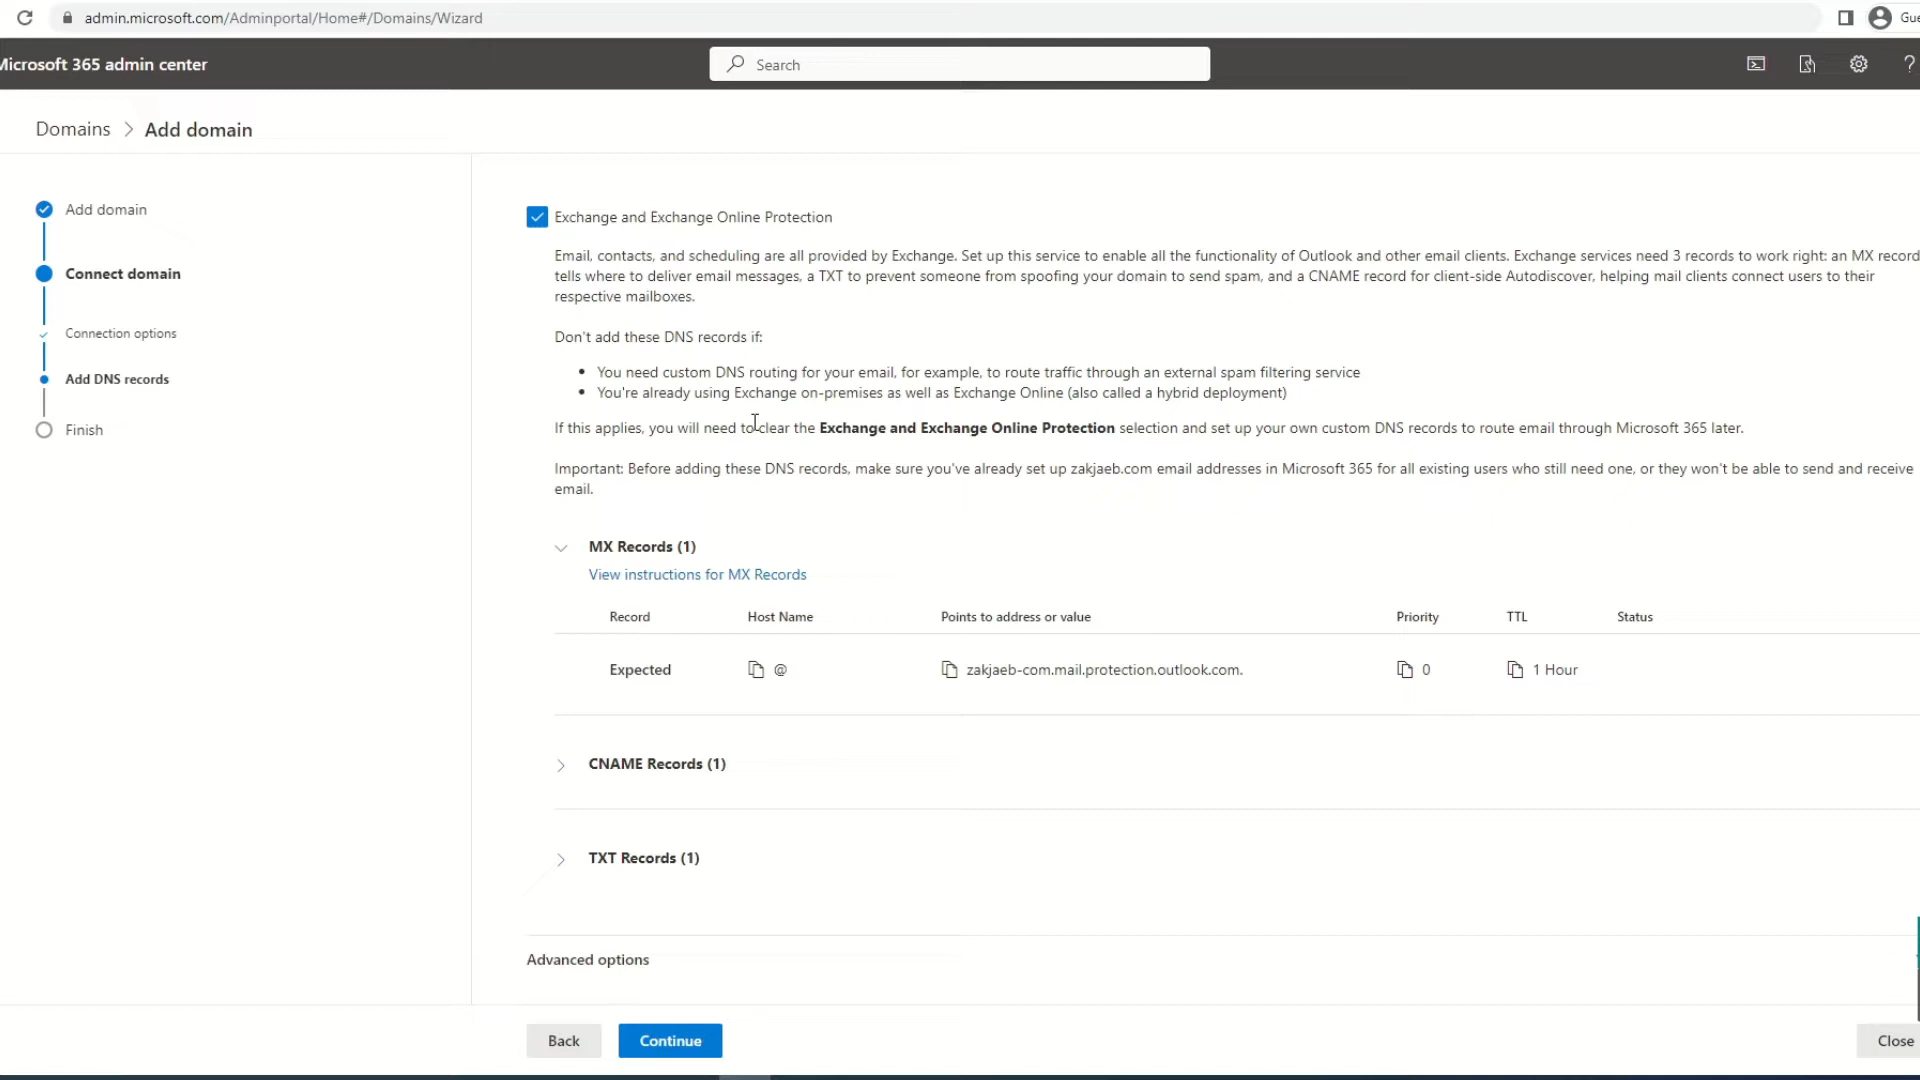 admin.microsoft.com/Adminportal/Home#/Domains/Wizard
Gue
Microsoft 365 admin center
Search
?
Domains > Add domain
Add domain
Connect domain
Connection options
Add DNS records
Finish
Exchange and Exchange Online Protection
Email, contacts, and scheduling are all provided by Exchange. Set up this service to enable all the functionality of Outlook and other email clients. Exchange services need 3 records to work right: an MX record
tells where to deliver email messages, a TXT to prevent someone from spoofing your domain to send spam, and a CNAME record for client-side Autodiscover, helping mail clients connect users to their
respective mailboxes.
Don't add these DNS records if:
• You need custom DNS routing for your email, for example, to route traffic through an external spam filtering service
• You're already using Exchange on-premises as well as Exchange Online (also called a hybrid deployment)
If this applies, you will need to clear the Exchange and Exchange Online Protection selection and set up your own custom DNS records to route email through Microsoft 365 later.
Important: Before adding these DNS records, make sure you've already set up zakjaeb.com email addresses in Microsoft 365 for all existing users who still need one, or they won't be able to send and receive
email.
MX Records (1)
View instructions for MX Records
Record Host Name Points to address or value Priority TTL Status
Expected @ zakjaeb-com.mail.protection.outlook.com. 0 1 Hour
CNAME Records (1)
TXT Records (1)
Advanced options
Back Continue Close